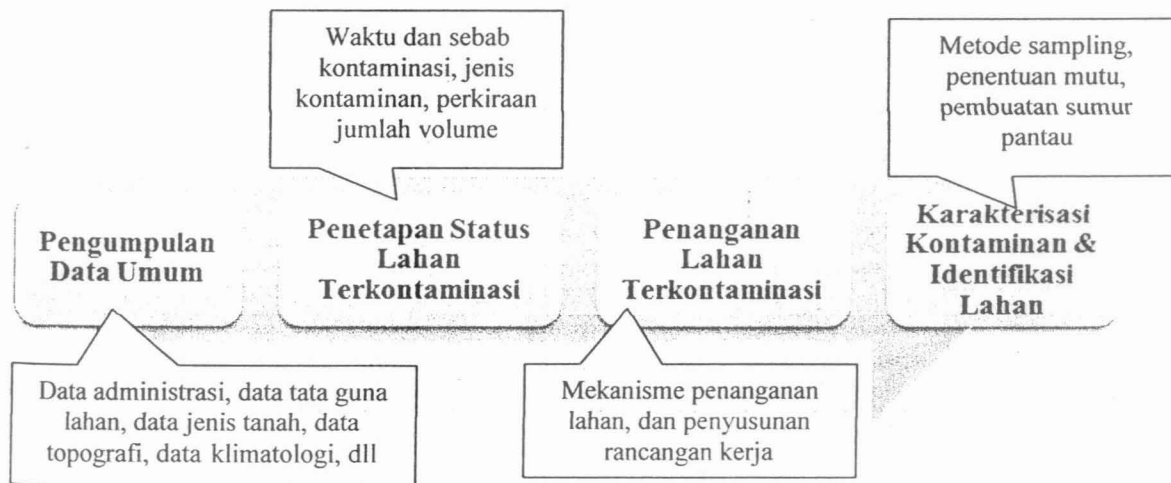 Waktu dan sebab
kontaminasi, jenis
kontaminan, perkiraan
jumlah volume
Metode sampling,
penentuan mutu,
pembuatan sumur
pantau
Pengumpulan
Data Umum
Penetapan Status
Lahan
Terkontaminasi
Penanganan
Lahan
Terkontaminasi
Karakterisasi
Kontaminan &
Identifikasi
Lahan
Data administrasi, data tata guna
lahan, data jenis tanah, data
topografi, data klimatologi, dll
Mekanisme penanganan
lahan, dan penyusunan
rancangan kerja